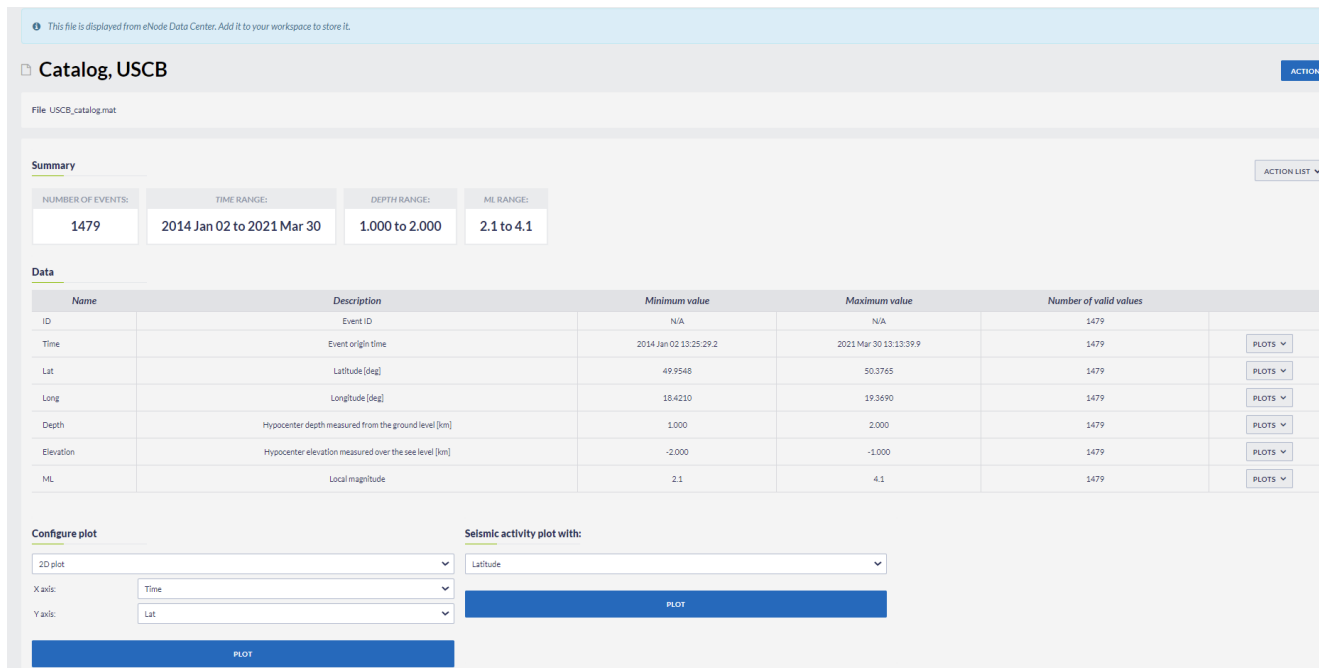 This file is displayed from eNode Data Center. Add it to your workspace to store it.
Catalog, USCB
ACTION
File USCB_catalog.mat
Summary
ACTION LIST
NUMBER OF EVENTS: TIME RANGE: DEPTH RANGE: ML RANGE:
1479 2014 Jan 02 to 2021 Mar 30 1.000 to 2.000 2.1 to 4.1
Data
Name Description Minimum value Maximum value Number of valid values
ID Event ID N/A N/A 1479
Time Event origin time 2014 Jan 02 13:25:29.2 2021 Mar 30 13:13:39.9 1479 PLOTS
Lat Latitude [deg] 49.9548 50.3765 1479 PLOTS
Long Longitude [deg] 18.4210 19.3690 1479 PLOTS
Depth Hypocenter depth measured from the ground level [km] 1.000 2.000 1479 PLOTS
Elevation Hypocenter elevation measured over the see level [km] -2.000 -1.000 1479 PLOTS
ML Local magnitude 2.1 4.1 1479 PLOTS
Configure plot Seismic activity plot with:
2D plot Latitude
X axis: Time
PLOT
Y axis: Lat
PLOT